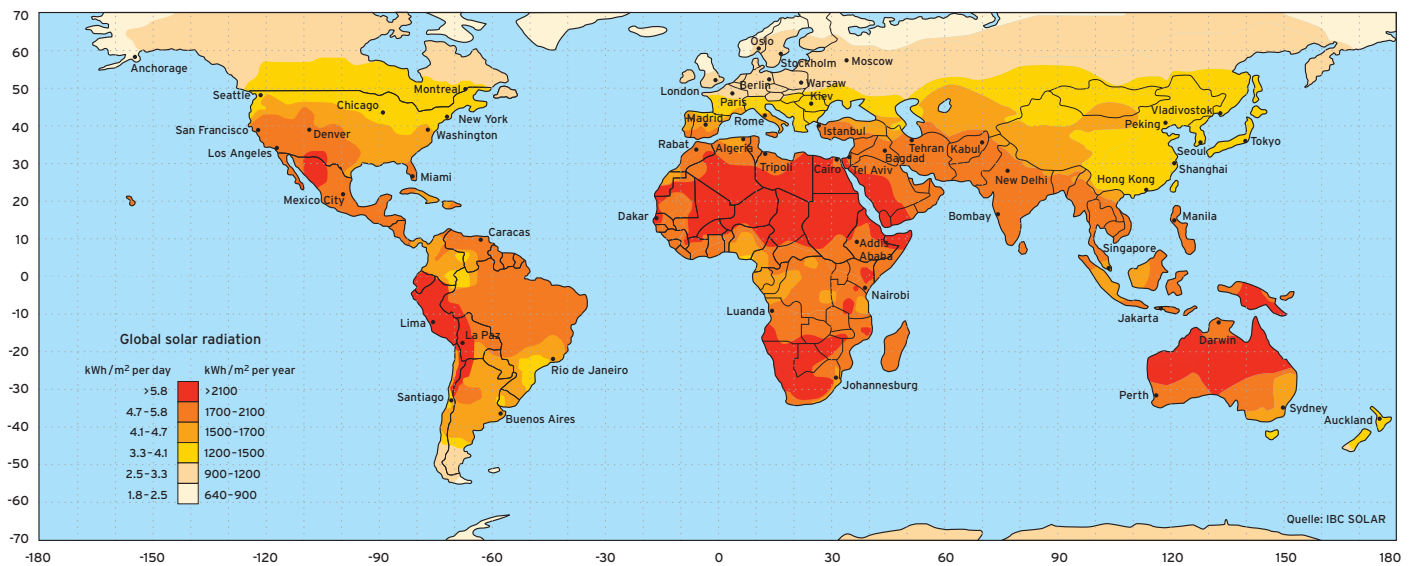 70
60
50
40
30
20
10
0
-10
-20
-30
-40
-50
-60
-70
-180
-150
-120
-90
-60
-30
0
30
60
90
120
150
180
Anchorage
Seattle
San Francisco
Los Angeles
Denver
Chicago
Montreal
New York
Washington
Miami
Mexico City
Caracas
Lima
La Paz
Rio de Janeiro
Santiago
Buenos Aires
Oslo
Stockholm
Moscow
London
Berlin
Warsaw
Paris
Kiev
Madrid
Rome
Istanbul
Rabat
Algeria
Tripoli
Cairo
Tel Aviv
Bagdad
Tehran
Kabul
New Delhi
Bombay
Dakar
Addis
Ababa
Nairobi
Luanda
Johannesburg
Vladivostok
Peking
Seoul
Tokyo
Shanghai
Hong Kong
Manila
Singapore
Jakarta
Darwin
Perth
Sydney
Auckland
Global solar radiation
kWh/m² per day kWh/m² per year
>5.8 >2100
4.7-5.8 1700-2100
4.1-4.7 1500-1700
3.3-4.1 1200-1500
2.5-3.3 900-1200
1.8-2.5 640-900
Quelle: IBC SOLAR